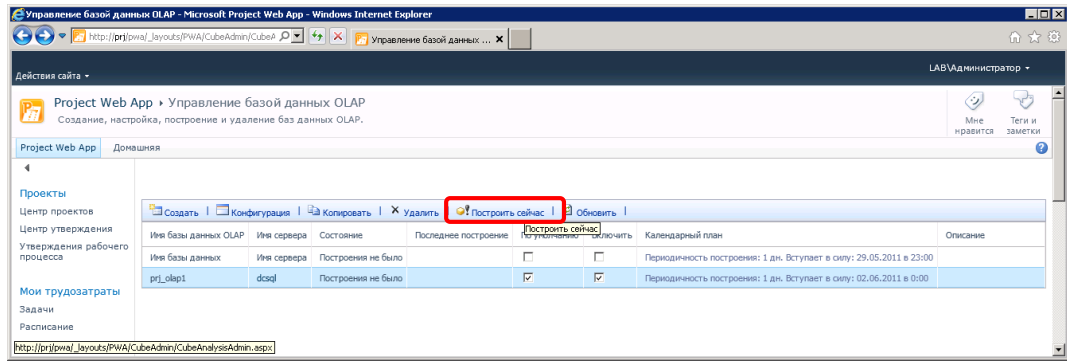 Управление базой данных OLAP - Microsoft Project Web App - Windows Internet Explorer
http://prj/pwa/_layouts/PWA/CubeAdmin/CubeA
Управление базой данных ...
Действия сайта
LAB\Администратор
Project Web App Управление базой данных OLAP
Создание, настройка, построение и удаление баз данных OLAP.
Мне нравится
Теги и заметки
Project Web App Домашняя
Проекты
Центр проектов
Центр утверждения
Утверждения рабочего процесса
Мои трудозатраты
Задачи
Расписание
Создать | Конфигурация | Копировать | Удалить | Построить сейчас | Обновить |
Имя базы данных OLAP Имя сервера Состояние Последнее построение По умолчанию Включить Календарный план Описание
Построить сейчас
Имя базы данных Имя сервера Построения не было Периодичность построения: 1 дн. Вступает в силу: 29.05.2011 в 23:00
prj_olap1 dcsql Построения не было Периодичность построения: 1 дн. Вступает в силу: 02.06.2011 в 0:00
http://prj/pwa/_layouts/PWA/CubeAdmin/CubeAnalysisAdmin.aspx